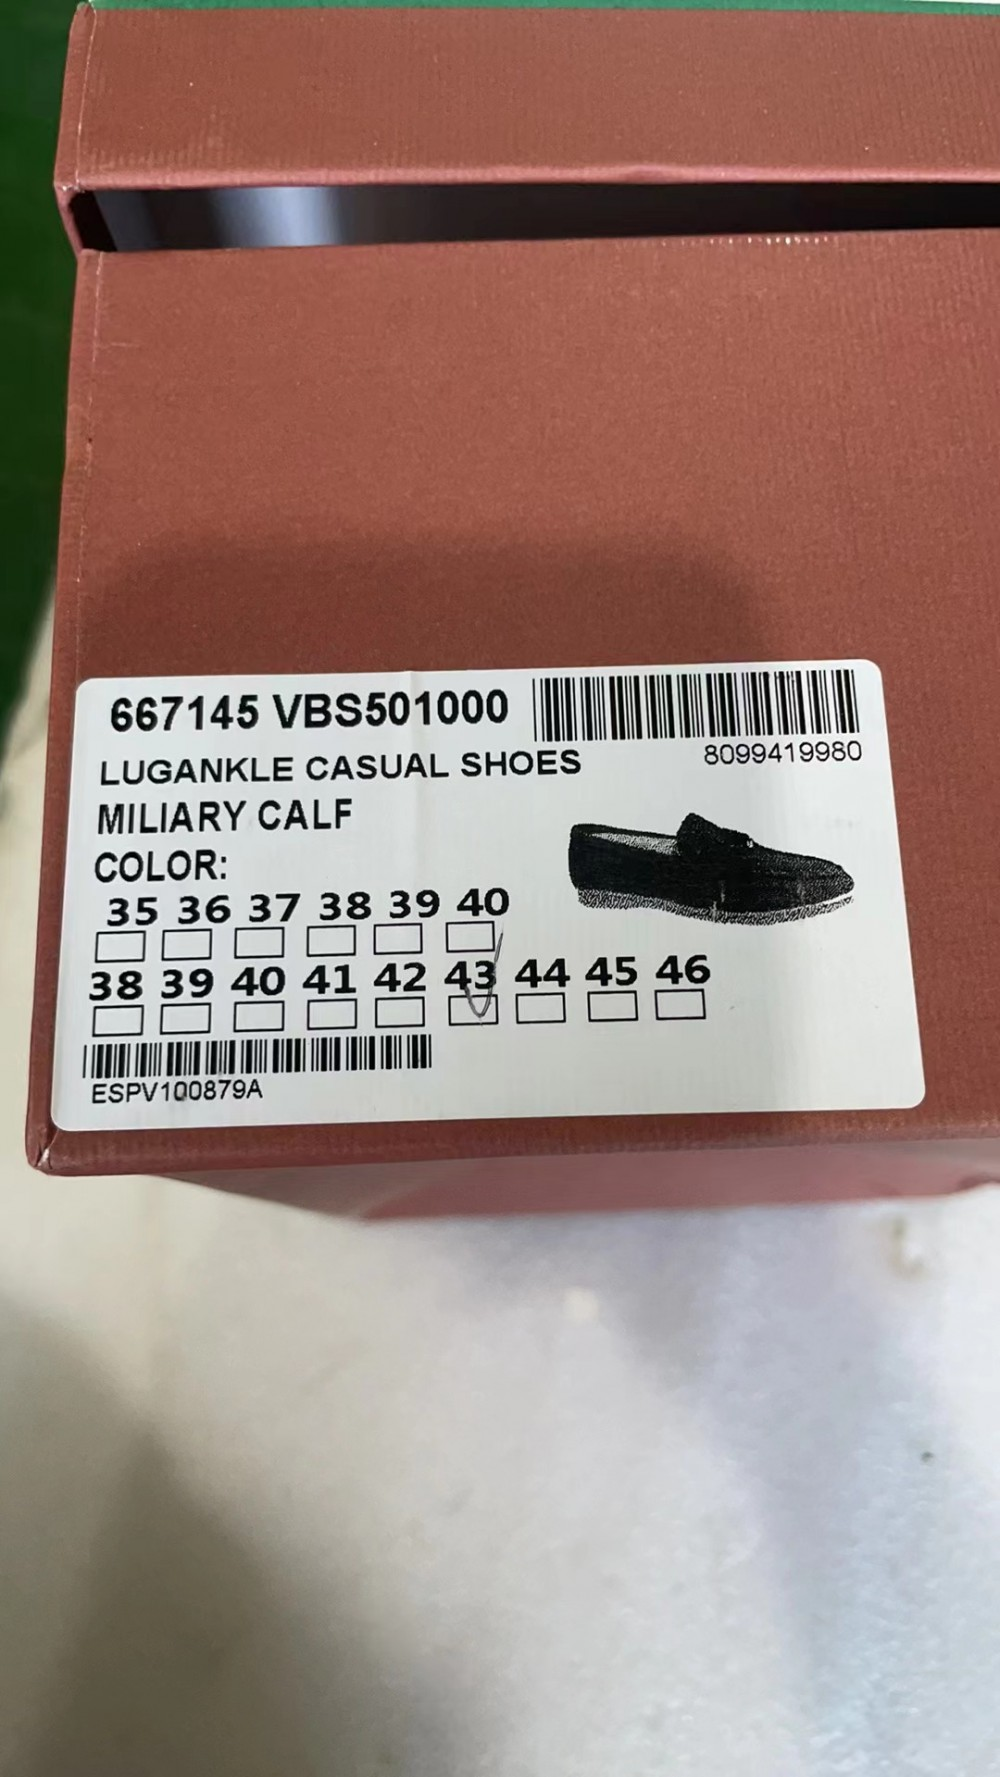 667145 VBS501000
8099419980
LUGANKLE CASUAL SHOES
MILIARY CALF
COLOR:
35 36 37 38 39 40
38 39 40 41 42 43 44 45 46
ESPV100879A